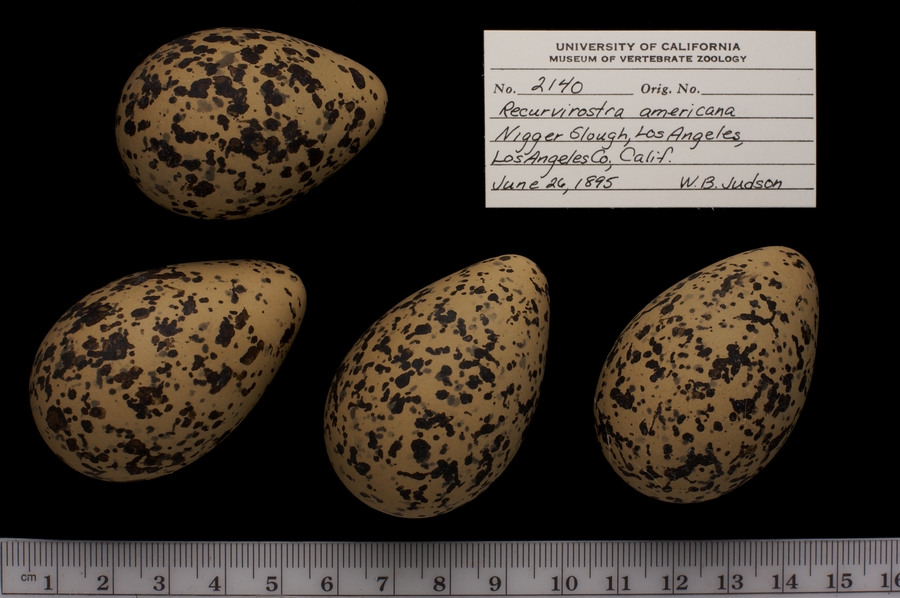 UNIVERSITY OF CALIFORNIA
MUSEUM OF VERTEBRATE ZOOLOGY
No. 2140 Orig. No.
Recurvirostra americana
Nigger Slough, Los Angeles,
Los Angeles Co, Calif.
June 26, 1895 W.B. Judson
cm 1 2 3 4 5 6 7 8 9 10 11 12 13 14 15 16